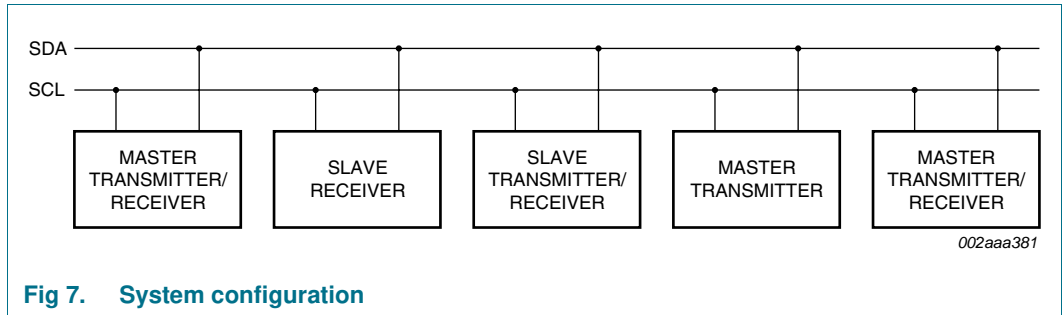 SDA
SCL
MASTER
TRANSMITTER/
RECEIVER
SLAVE
RECEIVER
SLAVE
TRANSMITTER/
RECEIVER
MASTER
TRANSMITTER
MASTER
TRANSMITTER/
RECEIVER
002aaa381
Fig 7. System configuration